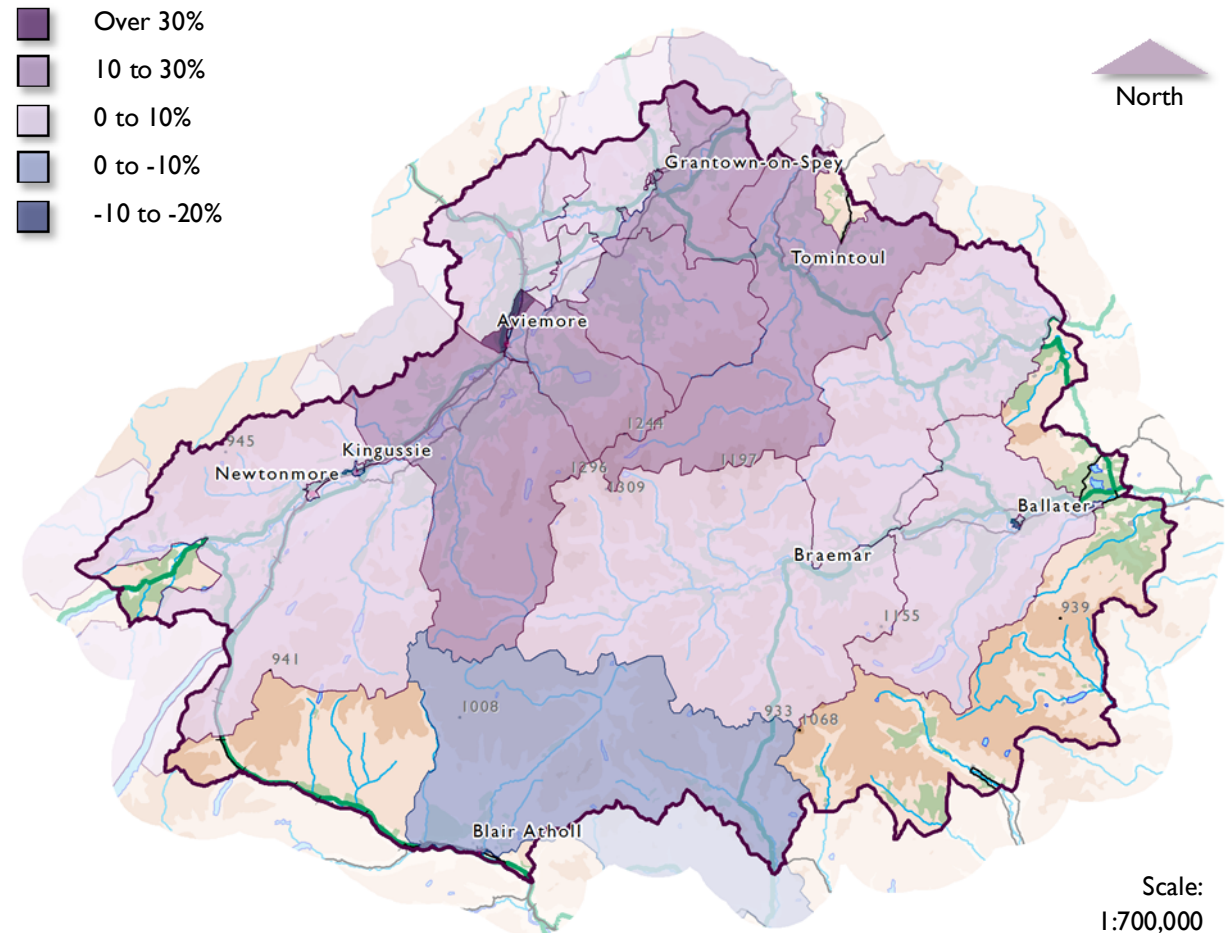 Over 30%
10 to 30%
0 to 10%
0 to -10%
-10 to -20%
North
Grantown-on-Spey
Tomintoul
Aviemore
1244
945
Kingussie
Newtonmore
1296
1197
1309
Ballater
Braemar
1155
939
941
1008
933
1068
Blair Atholl
Scale:
1:700,000